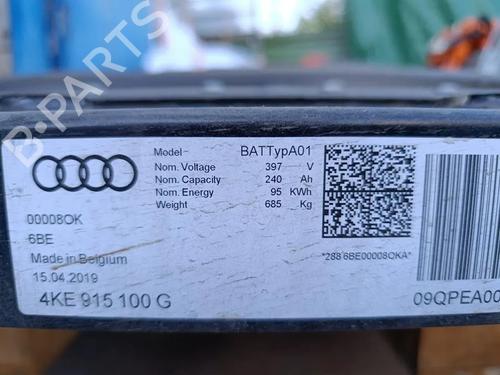 B-PARTS
Model- BATTypA01
Nom. Voltage 397 V
Nom. Capacity 240 Ah
Nom. Energy 95 KWh
Weight 685 Kg
00008OK
6BE
Made in Belgium
15.04.2019
4KE 915 100 G
*288 6BE00008OKA*
09QPEA00